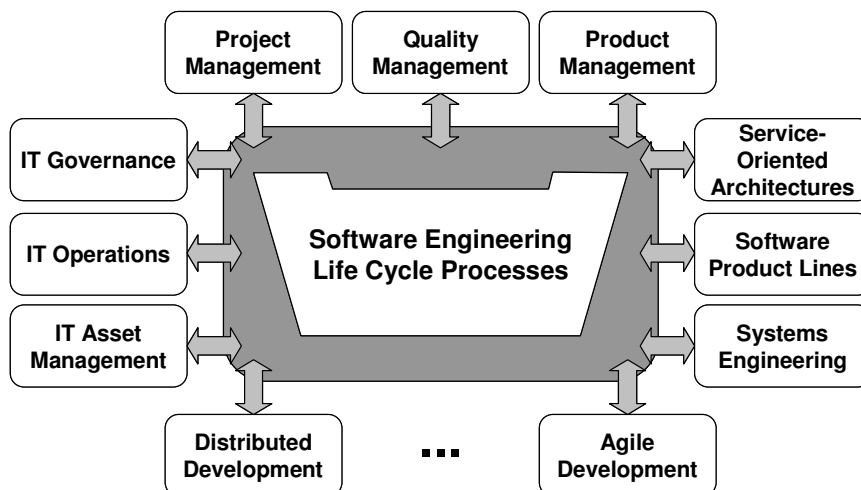 Project
Management
Quality
Management
Product
Management
IT Governance
Service-
Oriented
Architectures
Software Engineering
Life Cycle Processes
IT Operations
Software
Product Lines
IT Asset
Management
Systems
Engineering
Distributed
Development
...
Agile
Development